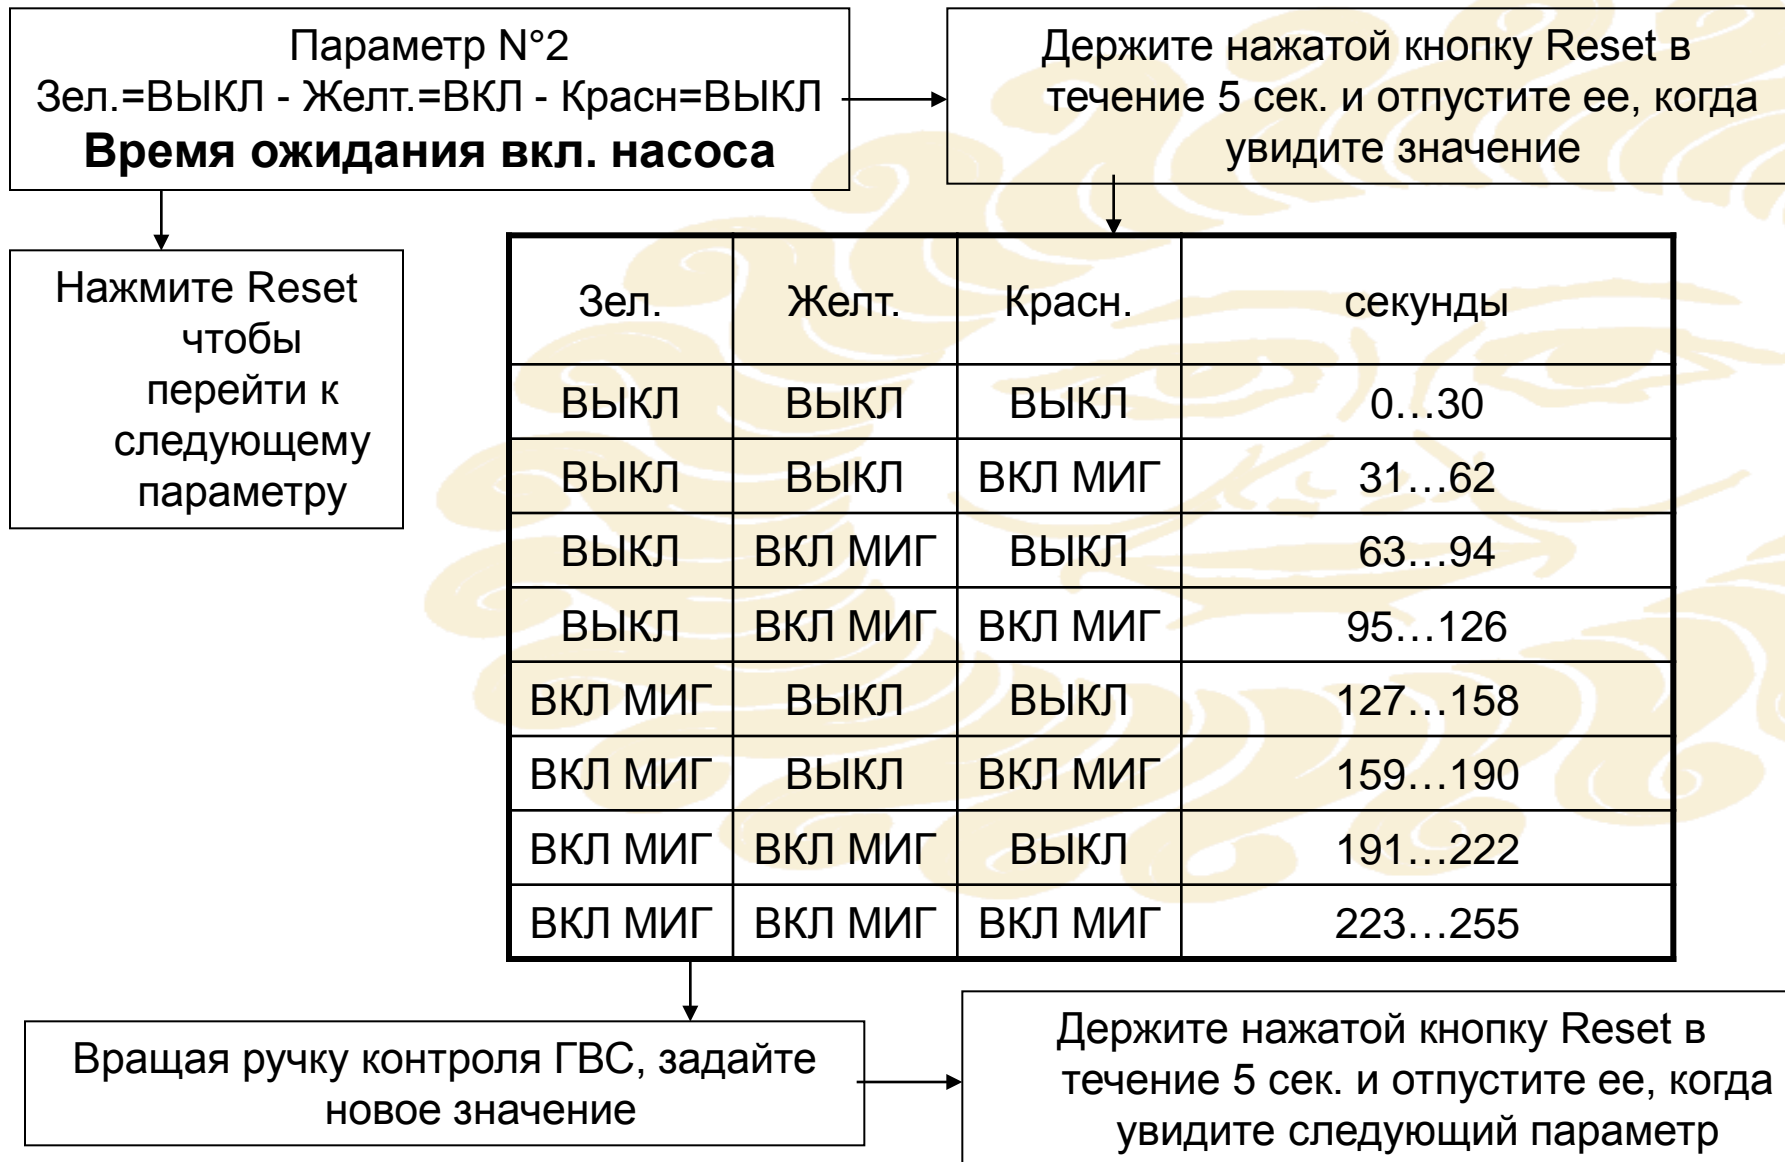 Параметр N°2
Зел.=ВЫКЛ - Желт.=ВКЛ - Красн=ВЫКЛ
Время ожидания вкл. насоса
Держите нажатой кнопку Reset в
течение 5 сек. и отпустите ее, когда
увидите значение
Нажмите Reset
чтобы
перейти к
следующему
параметру
Зел. Желт. Красн. секунды
ВЫКЛ ВЫКЛ ВЫКЛ 0…30
ВЫКЛ ВЫКЛ ВКЛ МИГ 31…62
ВЫКЛ ВКЛ МИГ ВЫКЛ 63…94
ВЫКЛ ВКЛ МИГ ВКЛ МИГ 95…126
ВКЛ МИГ ВЫКЛ ВЫКЛ 127…158
ВКЛ МИГ ВЫКЛ ВКЛ МИГ 159…190
ВКЛ МИГ ВКЛ МИГ ВЫКЛ 191…222
ВКЛ МИГ ВКЛ МИГ ВКЛ МИГ 223…255
Вращая ручку контроля ГВС, задайте
новое значение
Держите нажатой кнопку Reset в
течение 5 сек. и отпустите ее, когда
увидите следующий параметр